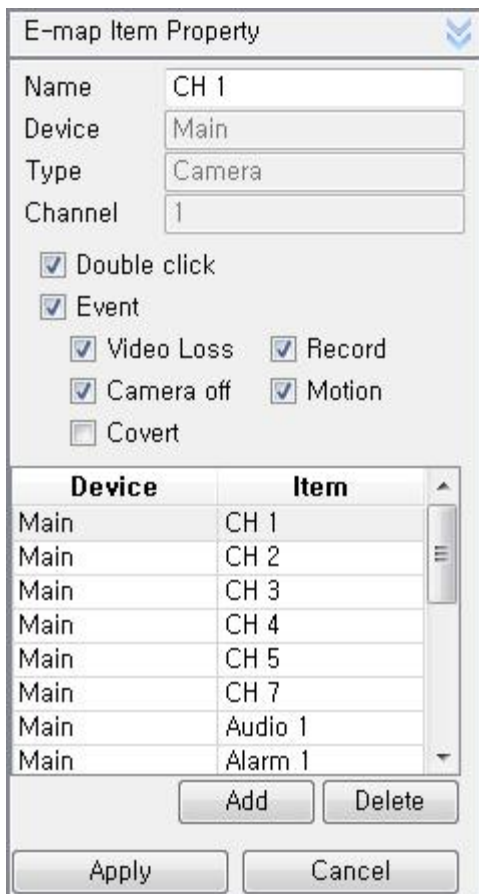 E-map Item Property
Name CH 1
Device Main
Type Camera
Channel 1
Double click
Event
Video Loss Record
Camera off Motion
Covert
Device Item
Main CH 1
Main CH 2
Main CH 3
Main CH 4
Main CH 5
Main CH 7
Main Audio 1
Main Alarm 1
Add Delete
Apply Cancel